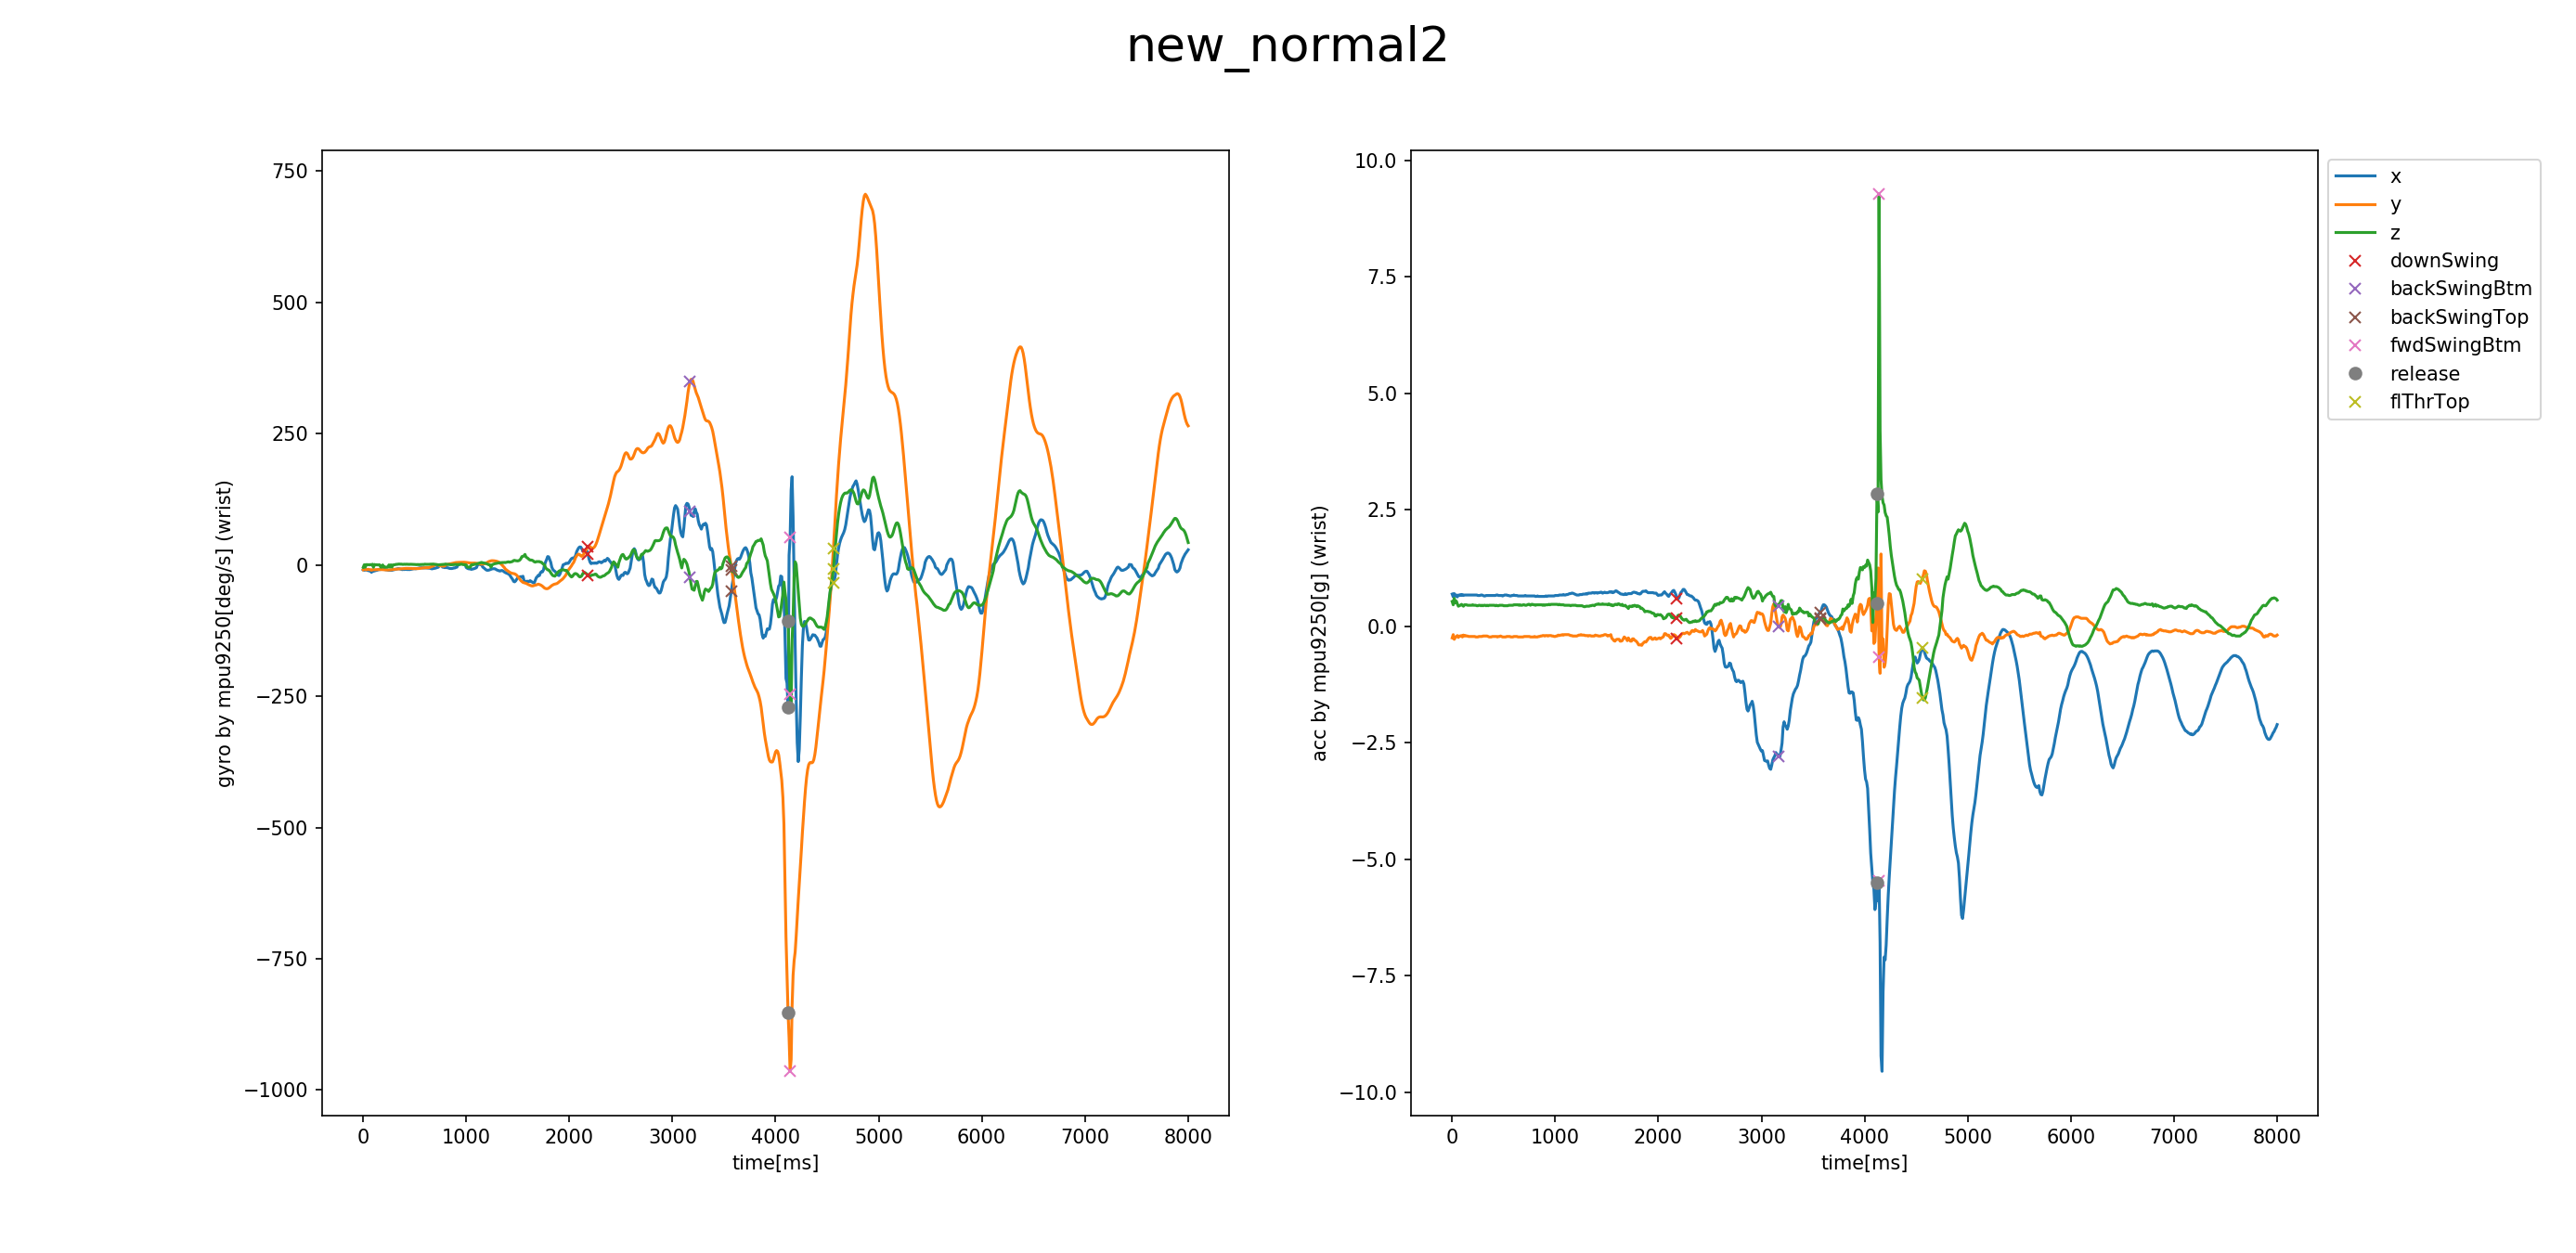 new_normal2
750
500
250
0
−250
−500
−750
−1000
gyro by mpu9250[deg/s] (wrist)
0 1000 2000 3000 4000 5000 6000 7000 8000
time[ms]
10.0
7.5
5.0
2.5
0.0
−2.5
−5.0
−7.5
−10.0
acc by mpu9250[g] (wrist)
0 1000 2000 3000 4000 5000 6000 7000 8000
time[ms]
x
y
z
downSwing
backSwingBtm
backSwingTop
fwdSwingBtm
release
flThrTop